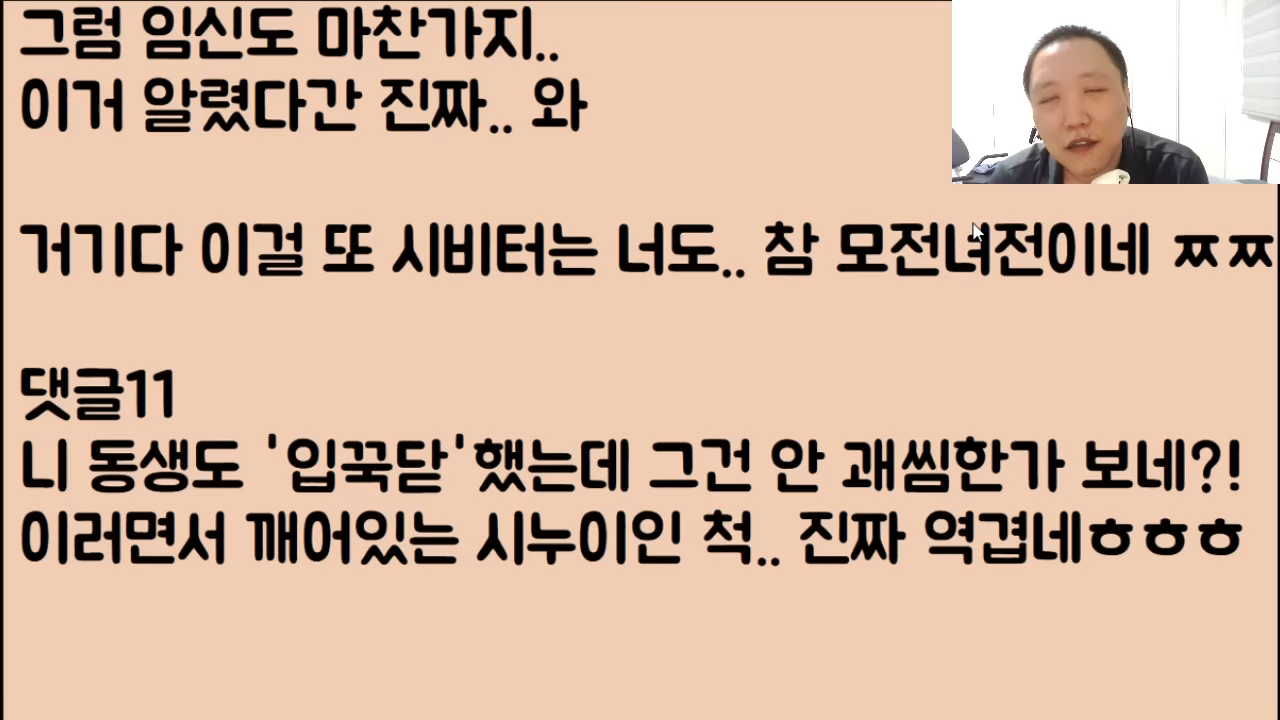 그럼 임신도 마찬가지..
이거 알렸다간 진짜.. 와
거기다 이걸 또 시비터는 너도.. 참 모전녀전이네 ㅉㅉ
댓글11
니 동생도 '입꾹닫'했는데 그건 안 괘씸한가 보네?!
이러면서 깨어있는 시누이인 척.. 진짜 역겹네ㅎㅎㅎ